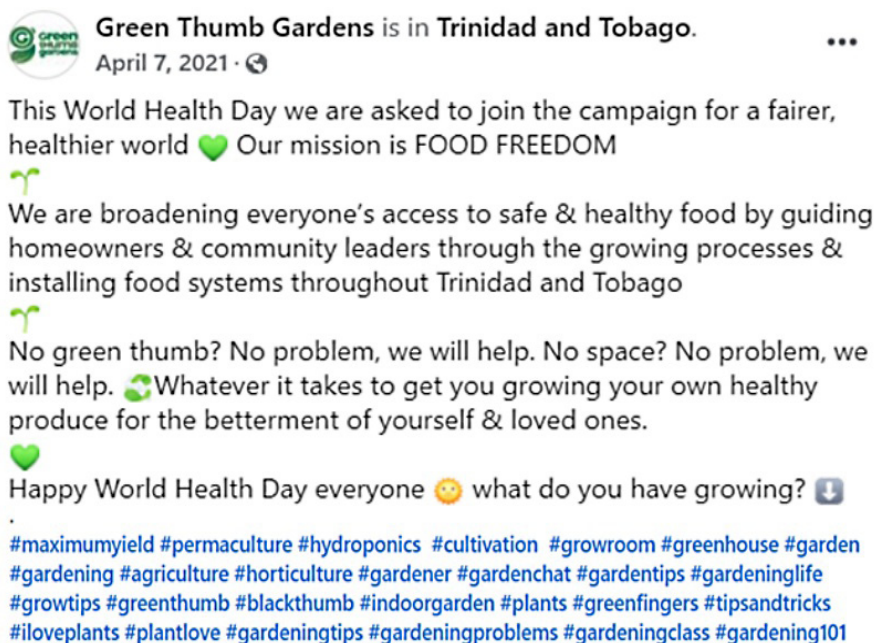 green thumb gardens
Green Thumb Gardens is in Trinidad and Tobago.
April 7, 2021 ·
This World Health Day we are asked to join the campaign for a fairer,
healthier world 💚 Our mission is FOOD FREEDOM
🌱
We are broadening everyone's access to safe & healthy food by guiding
homeowners & community leaders through the growing processes &
installing food systems throughout Trinidad and Tobago
🌱
No green thumb? No problem, we will help. No space? No problem, we
will help. Whatever it takes to get you growing your own healthy
produce for the betterment of yourself & loved ones.
💚
Happy World Health Day everyone 🌞 what do you have growing? ⬇️
.
#maximumyield #permaculture #hydroponics #cultivation #growroom #greenhouse #garden
#gardening #agriculture #horticulture #gardener #gardenchat #gardentips #gardeninglife
#growtips #greenthumb #blackthumb #indoorgarden #plants #greenfingers #tipsandtricks
#iloveplants #plantlove #gardeningtips #gardeningproblems #gardeningclass #gardening101